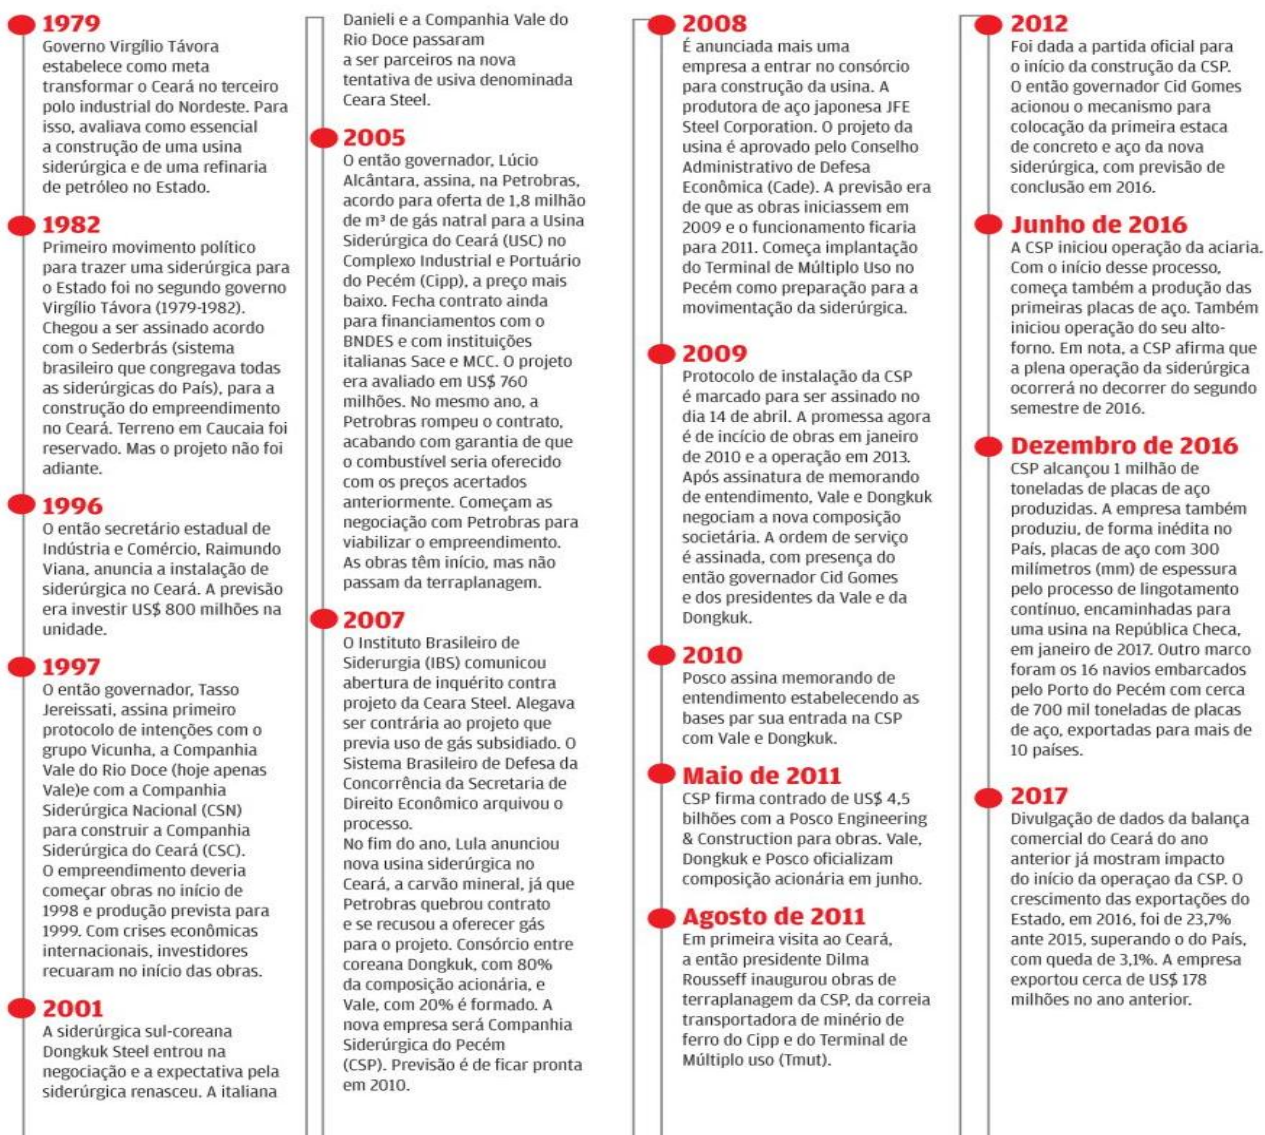 1979
Governo Virgílio Távora
estabelece como meta
transformar o Ceará no terceiro
polo industrial do Nordeste. Para
isso, avaliava como essencial
a construção de uma usina
siderúrgica e de uma refinaria
de petróleo no Estado.
1982
Primeiro movimento político
para trazer uma siderúrgica para
o Estado foi no segundo governo
Virgílio Távora (1979-1982).
Chegou a ser assinado acordo
com o Sederbrás (sistema
brasileiro que congregava todas
as siderúrgicas do País), para a
construção do empreendimento
no Ceará. Terreno em Caucaia foi
reservado. Mas o projeto não foi
adiante.
1996
O então secretário estadual de
Indústria e Comércio, Raimundo
Viana, anuncia a instalação de
siderúrgica no Ceará. A previsão
era investir US$ 800 milhões na
unidade.
1997
O então governador, Tasso
Jereissati, assina primeiro
protocolo de intenções com o
grupo Vicunha, a Companhia
Vale do Rio Doce (hoje apenas
Vale)e com a Companhia
Siderúrgica Nacional (CSN)
para construir a Companhia
Siderúrgica do Ceará (CSC).
O empreendimento deveria
começar obras no início de
1998 e produção prevista para
1999. Com crises econômicas
internacionais, investidores
recuaram no início das obras.
2001
A siderúrgica sul-coreana
Dongkuk Steel entrou na
negociação e a expectativa pela
siderúrgica renasceu. A italiana
Danieli e a Companhia Vale do
Rio Doce passaram
a ser parceiros na nova
tentativa de usiva denominada
Ceara Steel.
2005
O então governador, Lúcio
Alcântara, assina, na Petrobras,
acordo para oferta de 1,8 milhão
de m³ de gás natral para a Usina
Siderúrgica do Ceará (USC) no
Complexo Industrial e Portuário
do Pecém (Cipp), a preço mais
baixo. Fecha contrato ainda
para financiamentos com o
BNDES e com instituições
italianas Sace e MCC. O projeto
era avaliado em US$ 760
milhões. No mesmo ano, a
Petrobras rompeu o contrato,
acabando com garantia de que
o combustível seria oferecido
com os preços acertados
anteriormente. Começam as
negociação com Petrobras para
viabilizar o empreendimento.
As obras têm início, mas não
passam da terraplanagem.
2007
O Instituto Brasileiro de
Siderurgia (IBS) comunicou
abertura de inquérito contra
projeto da Ceara Steel. Alegava
ser contrária ao projeto que
previa uso de gás subsidiado. O
Sistema Brasileiro de Defesa da
Concorrência da Secretaria de
Direito Econômico arquivou o
processo.
No fim do ano, Lula anunciou
nova usina siderúrgica no
Ceará, a carvão mineral, já que
Petrobras quebrou contrato
e se recusou a oferecer gás
para o projeto. Consórcio entre
coreana Dongkuk, com 80%
da composição acionária, e
Vale, com 20% é formado. A
nova empresa será Companhia
Siderúrgica do Pecém
(CSP). Previsão é de ficar pronta
em 2010.
2008
É anunciada mais uma
empresa a entrar no consórcio
para construção da usina. A
produtora de aço japonesa JFE
Steel Corporation. O projeto da
usina é aprovado pelo Conselho
Administrativo de Defesa
Econômica (Cade). A previsão era
de que as obras iniciassem em
2009 e o funcionamento ficaria
para 2011. Começa implantação
do Terminal de Múltiplo Uso no
Pecém como preparação para a
movimentação da siderúrgica.
2009
Protocolo de instalação da CSP
é marcado para ser assinado no
dia 14 de abril. A promessa agora
é de incício de obras em janeiro
de 2010 e a operação em 2013.
Após assinatura de memorando
de entendimento, Vale e Dongkuk
negociam a nova composição
societária. A ordem de serviço
é assinada, com presença do
então governador Cid Gomes
e dos presidentes da Vale e da
Dongkuk.
2010
Posco assina memorando de
entendimento estabelecendo as
bases par sua entrada na CSP
com Vale e Dongkuk.
Maio de 2011
CSP firma contrado de US$ 4,5
bilhões com a Posco Engineering
& Construction para obras. Vale,
Dongkuk e Posco oficializam
composição acionária em junho.
Agosto de 2011
Em primeira visita ao Ceará,
a então presidente Dilma
Rousseff inaugurou obras de
terraplanagem da CSP, da correia
transportadora de minério de
ferro do Cipp e do Terminal de
Múltiplo uso (Tmut).
2012
Foi dada a partida oficial para
o início da construção da CSP.
O então governador Cid Gomes
acionou o mecanismo para
colocação da primeira estaca
de concreto e aço da nova
siderúrgica, com previsão de
conclusão em 2016.
Junho de 2016
A CSP iniciou operação da aciaria.
Com o início desse processo,
começa também a produção das
primeiras placas de aço. Também
iniciou operação do seu alto-
forno. Em nota, a CSP afirma que
a plena operação da siderúrgica
ocorrerá no decorrer do segundo
semestre de 2016.
Dezembro de 2016
CSP alcançou 1 milhão de
toneladas de placas de aço
produzidas. A empresa também
produziu, de forma inédita no
País, placas de aço com 300
milímetros (mm) de espessura
pelo processo de lingotamento
contínuo, encaminhadas para
uma usina na República Checa,
em janeiro de 2017. Outro marco
foram os 16 navios embarcados
pelo Porto do Pecém com cerca
de 700 mil toneladas de placas
de aço, exportadas para mais de
10 países.
2017
Divulgação de dados da balança
comercial do Ceará do ano
anterior já mostram impacto
do início da operaçao da CSP. O
crescimento das exportações do
Estado, em 2016, foi de 23,7%
ante 2015, superando o do País,
com queda de 3,1%. A empresa
exportou cerca de US$ 178
milhões no ano anterior.